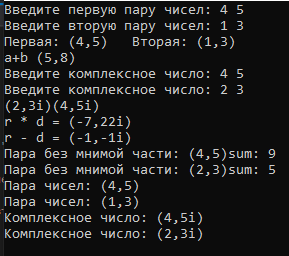 Введите первую пару чисел: 4 5
Введите вторую пару чисел: 1 3
Первая: (4,5)   Вторая: (1,3)
a+b (5,8)
Введите комплексное число: 4 5
Введите комплексное число: 2 3
(2,3i)(4,5i)
r * d = (-7,22i)
r - d = (-1,-1i)
Пара без мнимой части: (4,5)sum: 9
Пара без мнимой части: (2,3)sum: 5
Пара чисел: (4,5)
Пара чисел: (1,3)
Комплексное число: (4,5i)
Комплексное число: (2,3i)